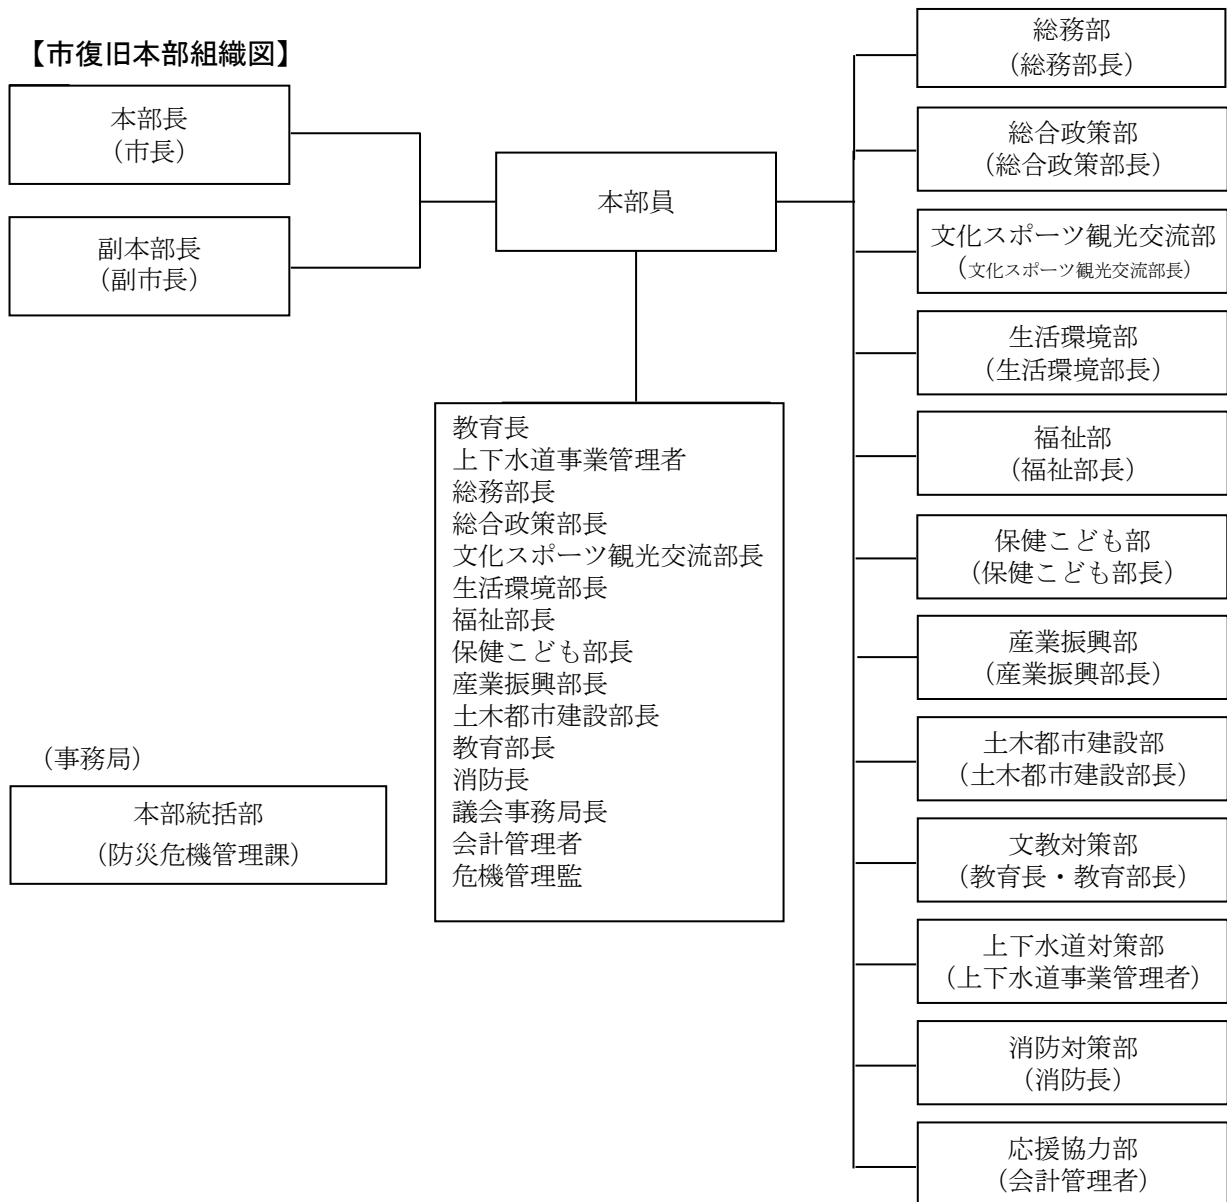 【市復旧本部組織図】
本部長
（市長）
副本部長
（副市長）
本部員
教育長
上下水道事業管理者
総務部長
総合政策部長
文化スポーツ観光交流部長
生活環境部長
福祉部長
保健こども部長
産業振興部長
土木都市建設部長
教育部長
消防長
議会事務局長
会計管理者
危機管理監
（事務局）
本部統括部
（防災危機管理課）
総務部
（総務部長）
総合政策部
（総合政策部長）
文化スポーツ観光交流部
（文化スポーツ観光交流部長）
生活環境部
（生活環境部長）
福祉部
（福祉部長）
保健こども部
（保健こども部長）
産業振興部
（産業振興部長）
土木都市建設部
（土木都市建設部長）
文教対策部
（教育長・教育部長）
上下水道対策部
（上下水道事業管理者）
消防対策部
（消防長）
応援協力部
（会計管理者）